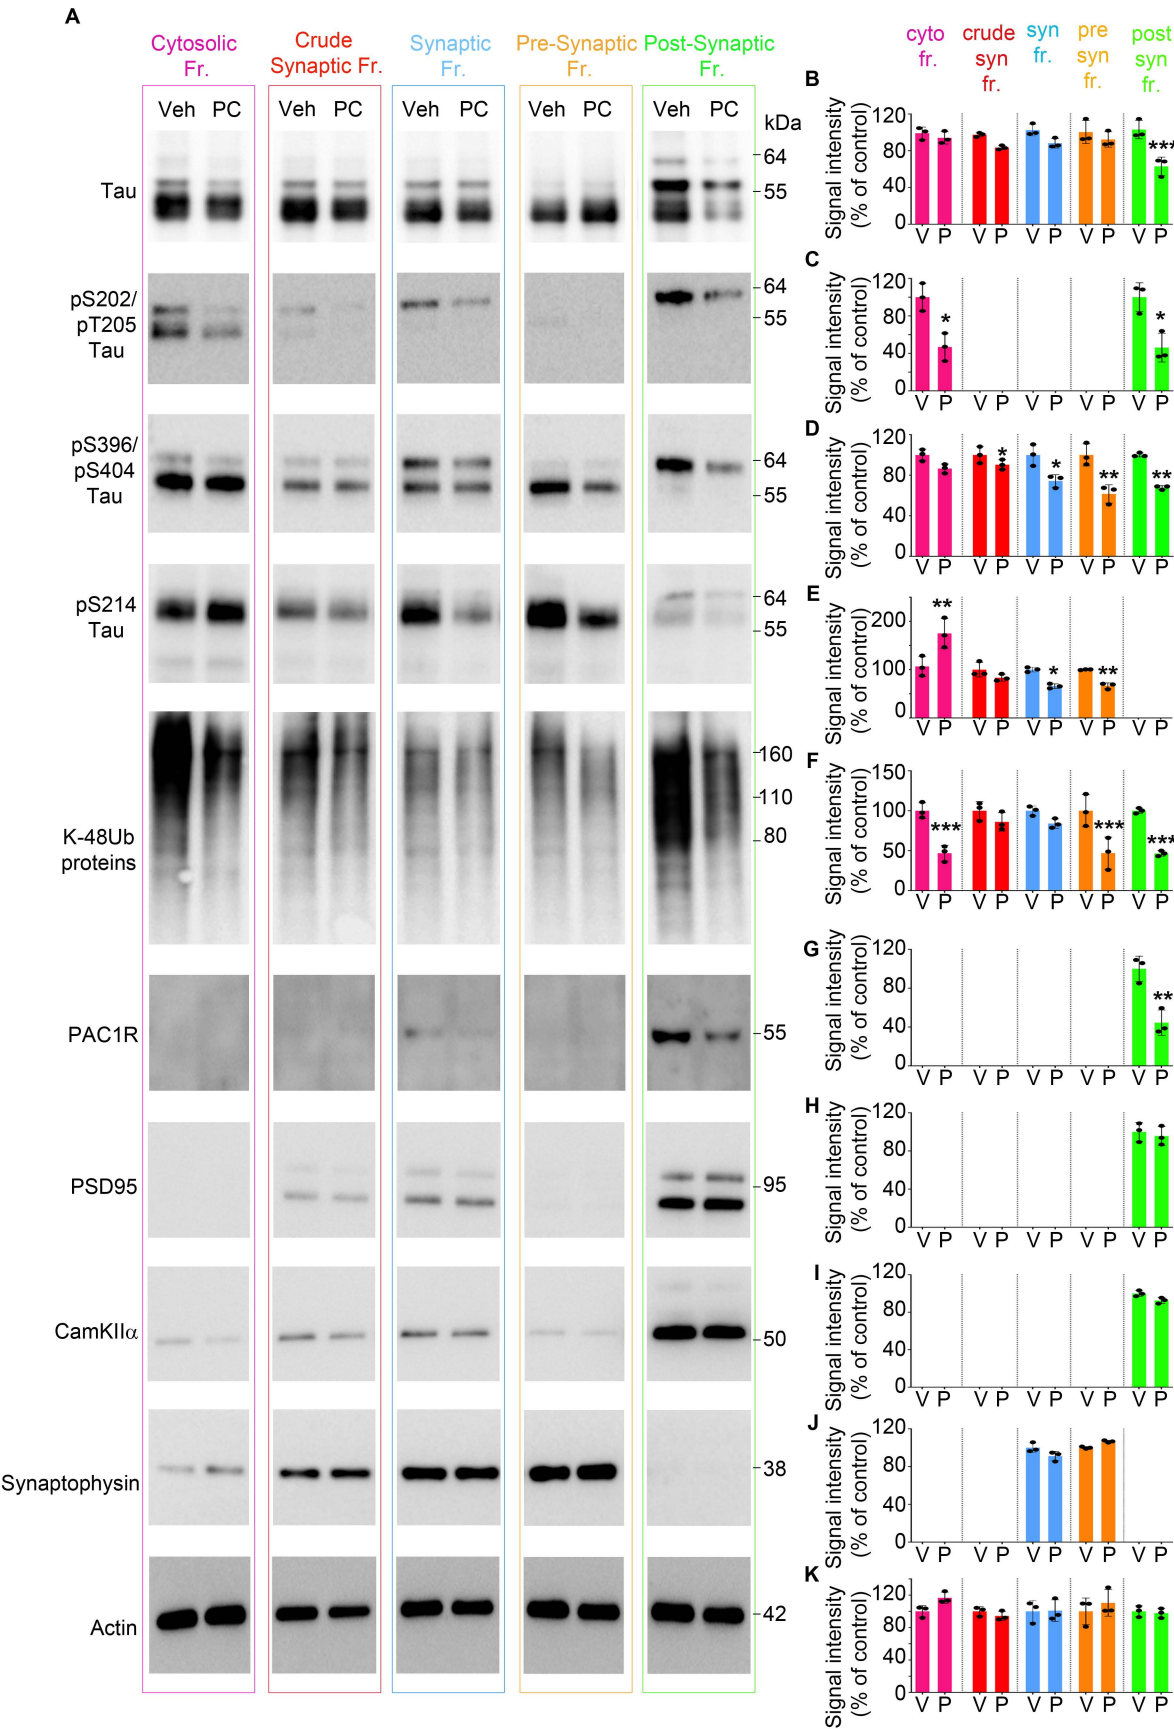 A
Cytosolic
Fr.
Crude
Synaptic Fr.
Synaptic
Fr.
Pre-Synaptic
Fr.
Post-Synaptic
Fr.
Veh PC
Veh PC
Veh PC
Veh PC
Veh PC
kDa
Tau
64
55
pS202/
pT205
Tau
64
55
pS396/
pS404
Tau
64
55
pS214
Tau
64
55
K-48Ub
proteins
160
110
80
PAC1R
55
PSD95
95
CamKIIα
50
Synaptophysin
38
Actin
42
cyto
fr.
crude
syn
fr.
syn
fr.
pre
syn
fr.
post
syn
fr.
B
Signal intensity
(% of control)
120
80
40
0
***
V P V P V P V P V P
C
Signal intensity
(% of control)
120
80
40
0
* *
V P V P V P V P V P
D
Signal intensity
(% of control)
120
80
40
0
* * ** **
V P V P V P V P V P
E
Signal intensity
(% of control)
200
100
0
** * **
V P V P V P V P V P
F
Signal intensity
(% of control)
150
100
50
0
*** *** ***
V P V P V P V P V P
G
Signal intensity
(% of control)
120
80
40
0
**
V P V P V P V P V P
H
Signal intensity
(% of control)
120
80
40
0
V P V P V P V P V P
I
Signal intensity
(% of control)
120
80
40
0
V P V P V P V P V P
J
Signal intensity
(% of control)
120
80
40
0
V P V P V P V P V P
K
Signal intensity
(% of control)
120
80
40
0
V P V P V P V P V P